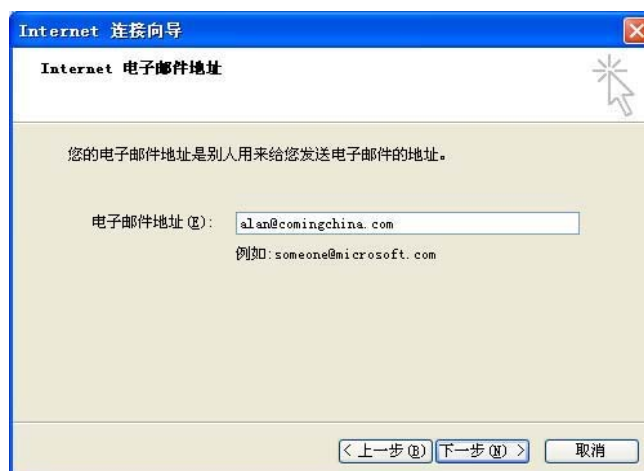 Internet 连接向导
Internet 电子邮件地址
您的电子邮件地址是别人用来给您发送电子邮件的地址。
电子邮件地址(E): alan@comingchina.com
例如:someone@microsoft.com
< 上一步(B) 下一步(N) > 取消